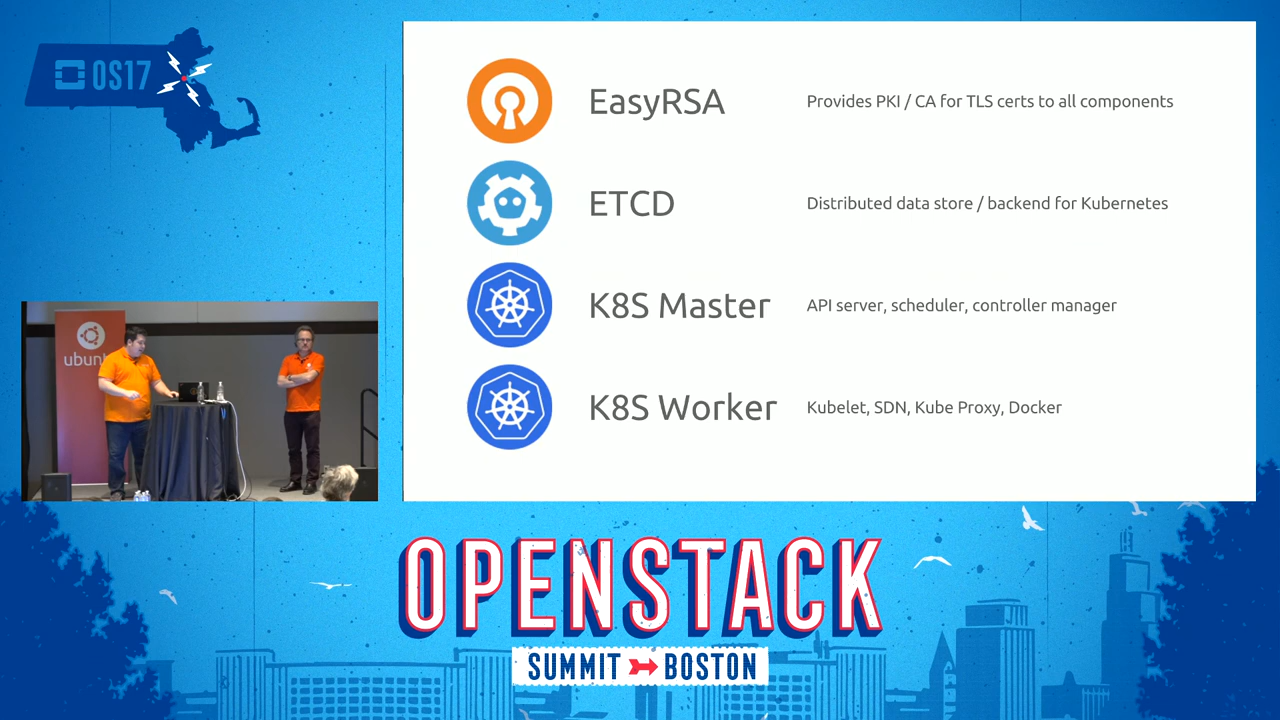 OS17
EasyRSA
Provides PKI / CA for TLS certs to all components
ETCD
Distributed data store / backend for Kubernetes
K8S Master
API server, scheduler, controller manager
K8S Worker
Kubelet, SDN, Kube Proxy, Docker
ubunt
OPENSTACK
SUMMIT BOSTON